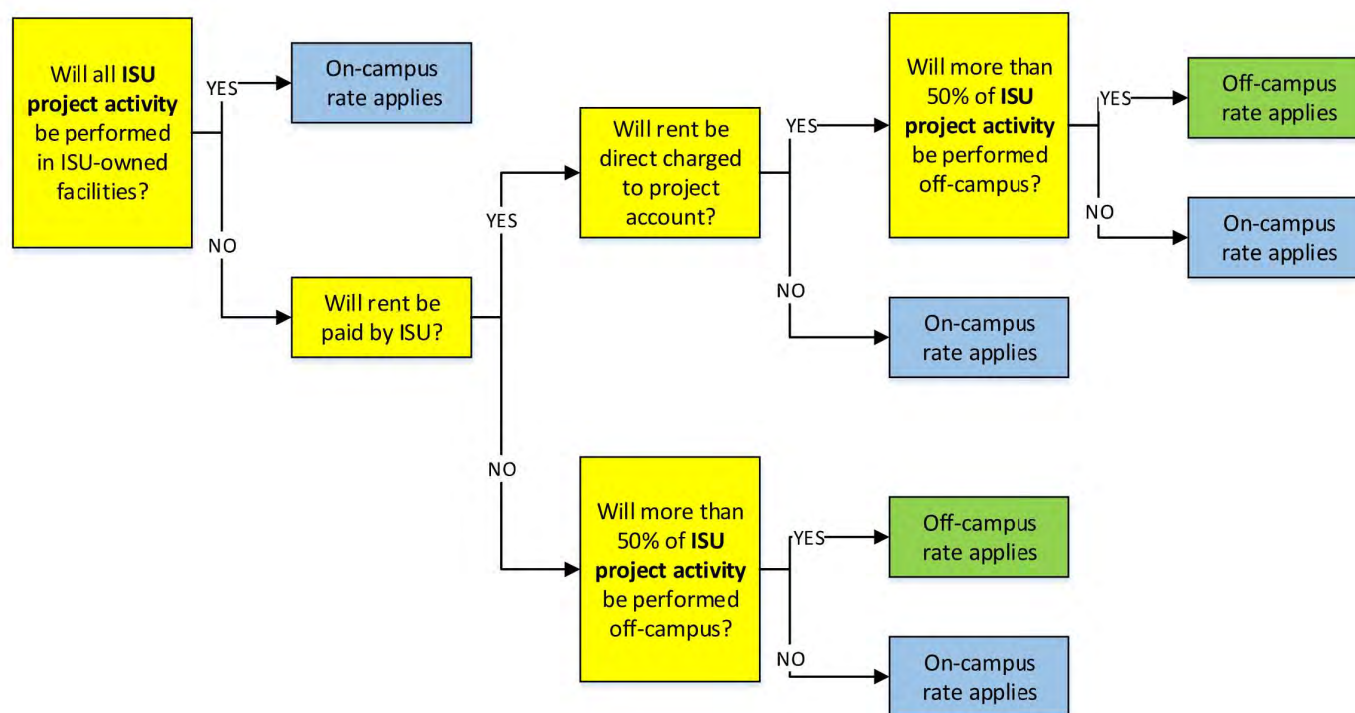 Will all ISU
project activity
be performed
in ISU-owned
facilities?
YES
On-campus
rate applies
NO
Will rent be
paid by ISU?
YES
Will rent be
direct charged
to project
account?
YES
Will more than
50% of ISU
project activity
be performed
off-campus?
YES
Off-campus
rate applies
NO
On-campus
rate applies
NO
On-campus
rate applies
NO
Will more than
50% of ISU
project activity
be performed
off-campus?
YES
Off-campus
rate applies
NO
On-campus
rate applies